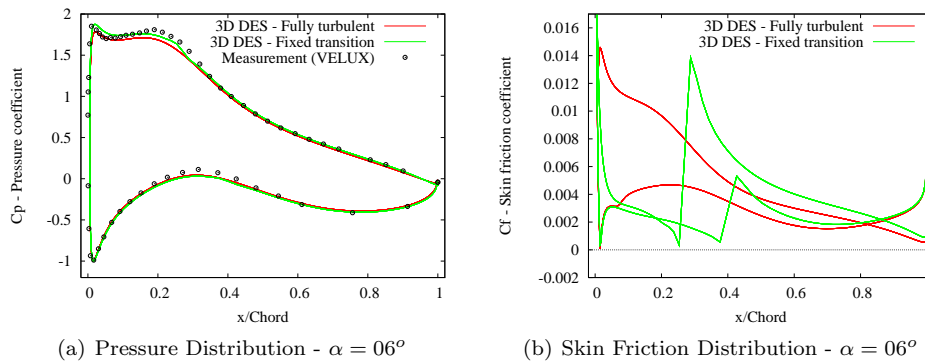 3D DES - Fully turbulent
3D DES - Fixed transition
Measurement (VELUX)
2
1.5
1
0.5
0
-0.5
-1
Cp - Pressure coefficient
0 0.2 0.4 0.6 0.8 1
x/Chord
(a) Pressure Distribution - α = 06°
3D DES - Fully turbulent
3D DES - Fixed transition
0.016
0.014
0.012
0.01
0.008
0.006
0.004
0.002
0
-0.002
Cf - Skin friction coefficient
0 0.2 0.4 0.6 0.8 1
x/Chord
(b) Skin Friction Distribution - α = 06°